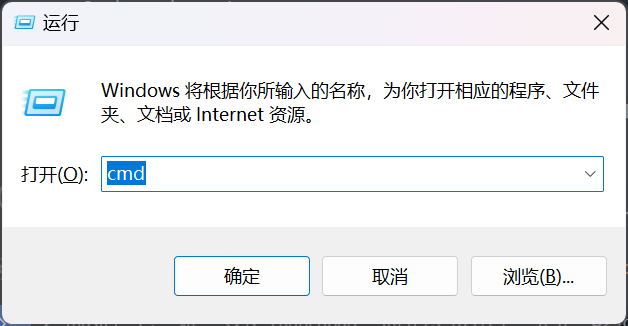 运行
Windows 将根据你所输入的名称，为你打开相应的程序、文件
夹、文档或 Internet 资源。
打开(O): cmd
确定 取消 浏览(B)...